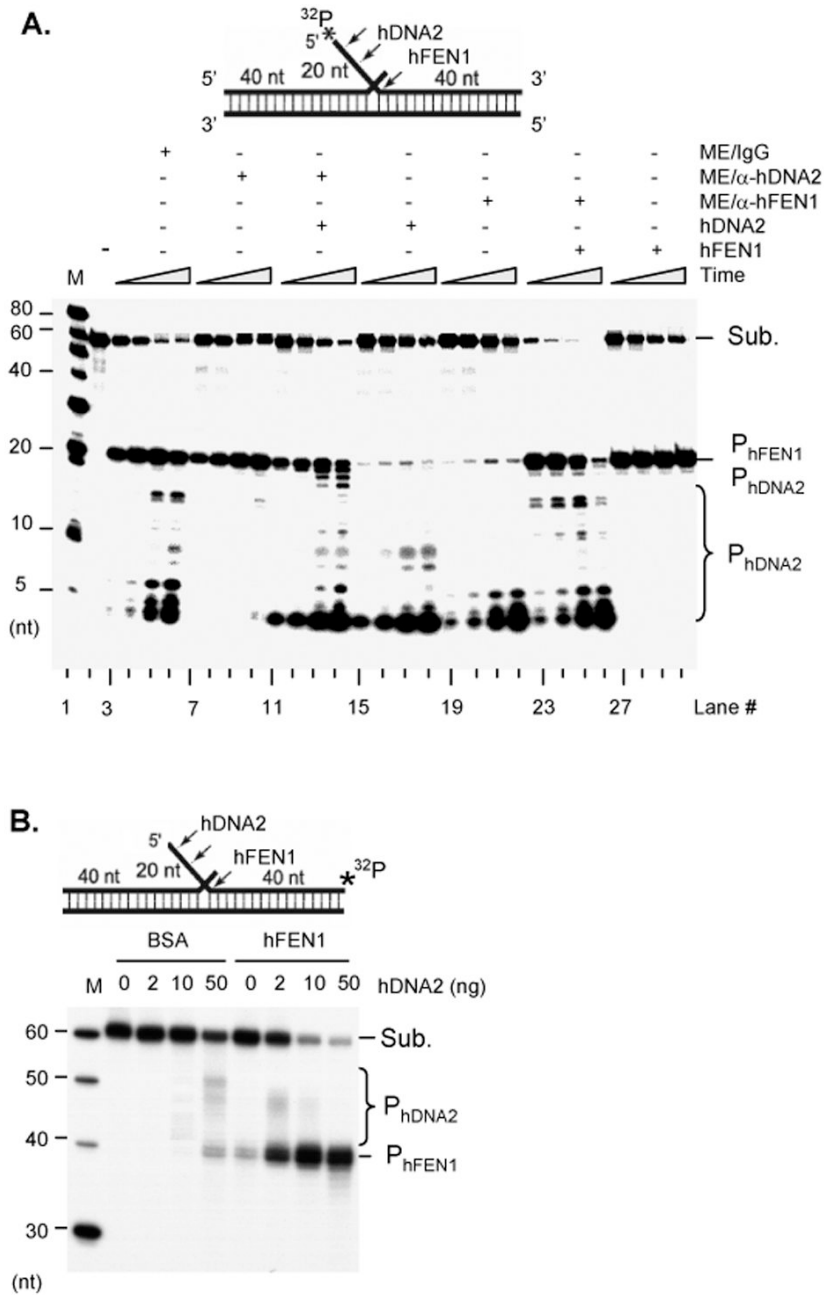 A.
32P
5'
*
hDNA2
hFEN1
5' 40 nt 20 nt 40 nt 3'
3' 5'
+ - - - - - - ME/IgG
- + + - - - - ME/α-hDNA2
- - - - + + - ME/α-hFEN1
- - + + - - - hDNA2
- - - - - - + + hFEN1
M Time
80
60
40
20
10
5
(nt)
Sub.
PhFEN1
PhDNA2
PhDNA2
1 3 7 11 15 19 23 27 Lane #
B.
5' hDNA2
hFEN1
40 nt 20 nt 40 nt *32P
BSA hFEN1
M 0 2 10 50 0 2 10 50 hDNA2 (ng)
60
50
40
30
(nt)
Sub.
PhDNA2
PhFEN1